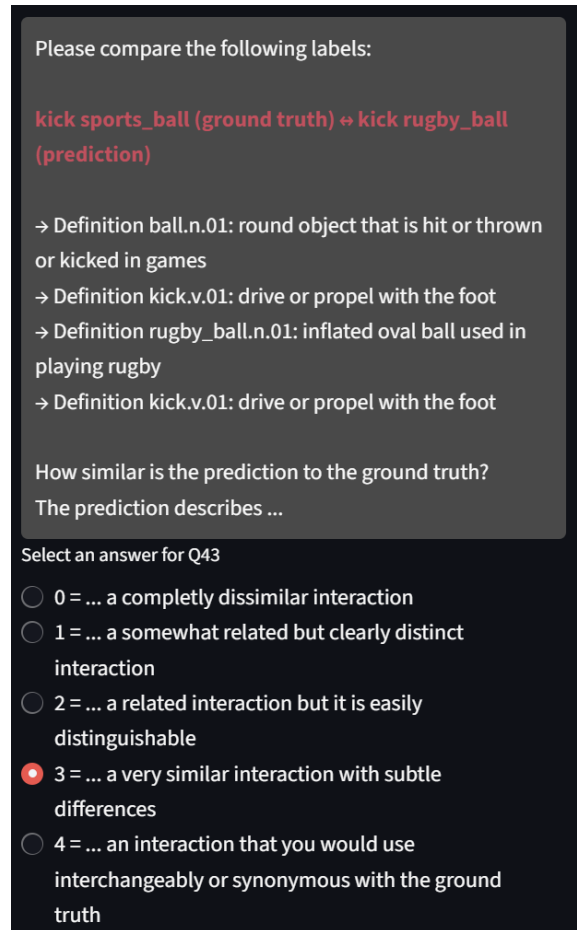 Please compare the following labels:
kick sports_ball (ground truth) ↔ kick rugby_ball
(prediction)
→ Definition ball.n.01: round object that is hit or thrown
or kicked in games
→ Definition kick.v.01: drive or propel with the foot
→ Definition rugby_ball.n.01: inflated oval ball used in
playing rugby
→ Definition kick.v.01: drive or propel with the foot
How similar is the prediction to the ground truth?
The prediction describes ...
Select an answer for Q43
0 = ... a completly dissimilar interaction
1 = ... a somewhat related but clearly distinct
interaction
2 = ... a related interaction but it is easily
distinguishable
3 = ... a very similar interaction with subtle
differences
4 = ... an interaction that you would use
interchangeably or synonymous with the ground
truth